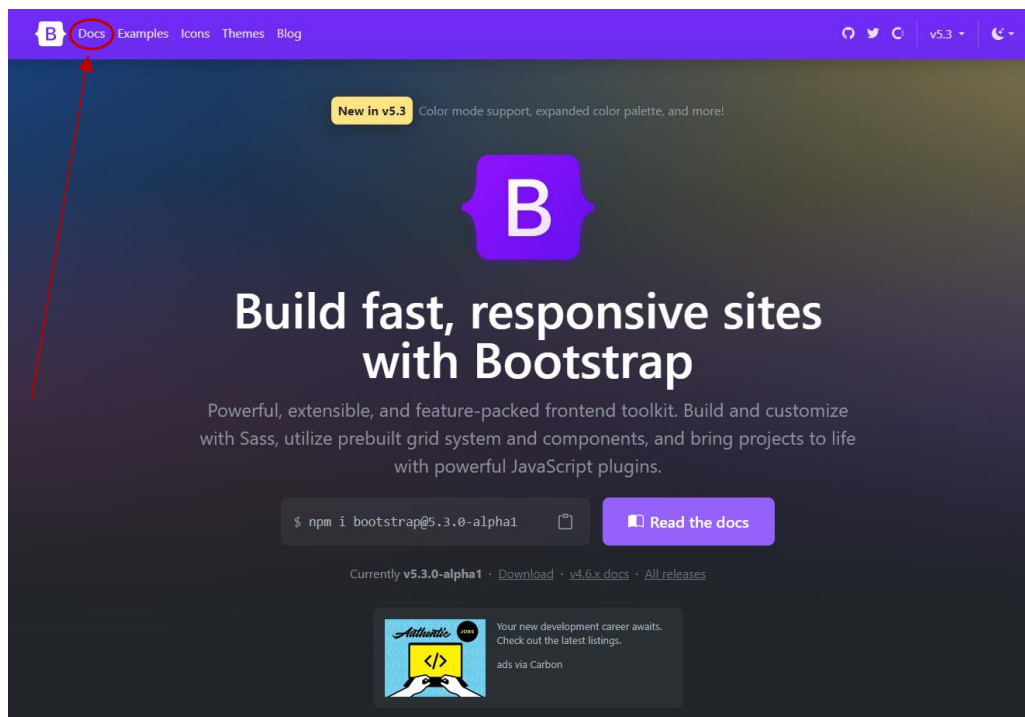 B Docs Examples Icons Themes Blog v5.3
New in v5.3 Color mode support, expanded color palette, and more!
B
Build fast, responsive sites
with Bootstrap
Powerful, extensible, and feature-packed frontend toolkit. Build and customize
with Sass, utilize prebuilt grid system and components, and bring projects to life
with powerful JavaScript plugins.
$ npm i bootstrap@5.3.0-alpha1 Read the docs
Currently v5.3.0-alpha1 · Download · v4.6.x docs · All releases
Authentic JOBS
</>
Your new development career awaits.
Check out the latest listings.
ads via Carbon